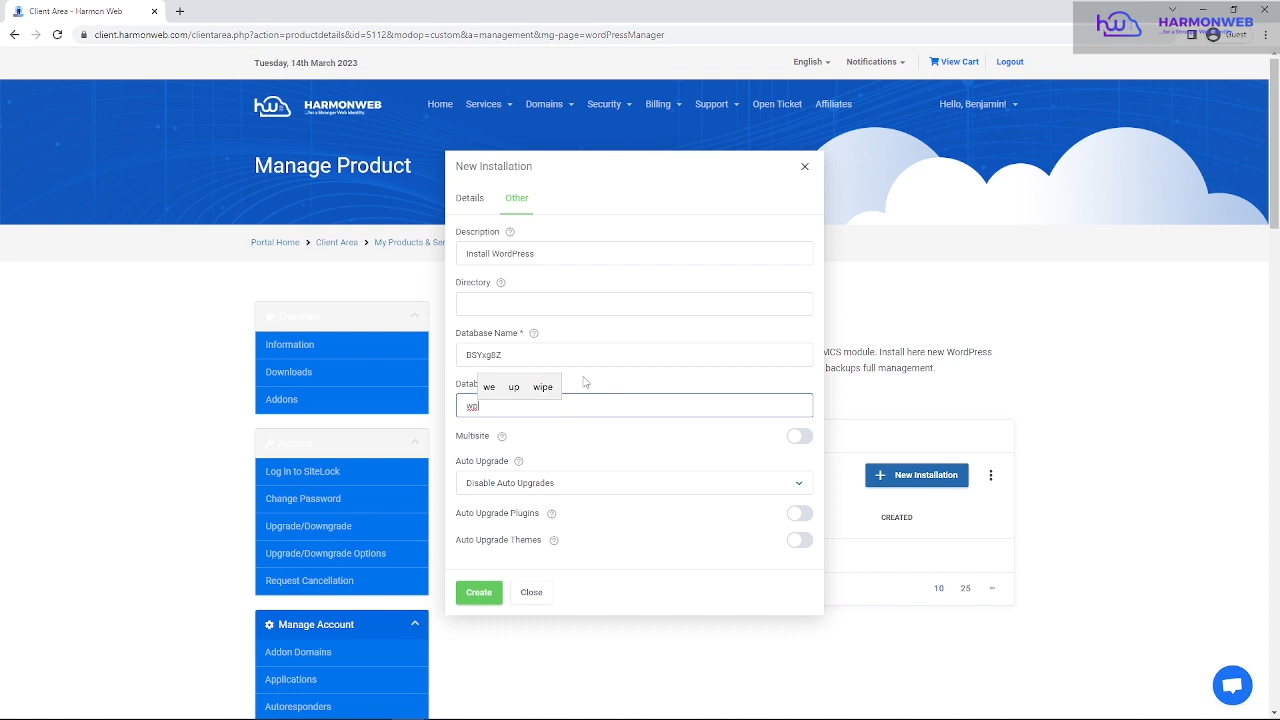 Client Area - Harmon Web
client.harmonweb.com/clientarea.php?action=productdetails&id=5112&modop=custom&a=management&mg-page=wordPressManager
Guest
HARMONWEB
...for a Stronger Web Identity.
Tuesday, 14th March 2023
English
Notifications
View Cart
Logout
HARMONWEB
...for a Stronger Web Identity.
Home
Services
Domains
Security
Billing
Support
Open Ticket
Affiliates
Hello, Benjamin!
Manage Product
Portal Home
Client Area
My Products & Ser
Overview
Information
Downloads
Addons
Actions
Log in to SiteLock
Change Password
Upgrade/Downgrade
Upgrade/Downgrade Options
Request Cancellation
Manage Account
Addon Domains
Applications
Autoresponders
New Installation
Details
Other
Description
Install WordPress
Directory
Database Name *
BSYxg8Z
Datab
we up wipe
wp
Multisite
Auto Upgrade
Disable Auto Upgrades
Auto Upgrade Plugins
Auto Upgrade Themes
Create
Close
MCS module. Install here new WordPress
backups full management.
New Installation
CREATED
10
25
∞